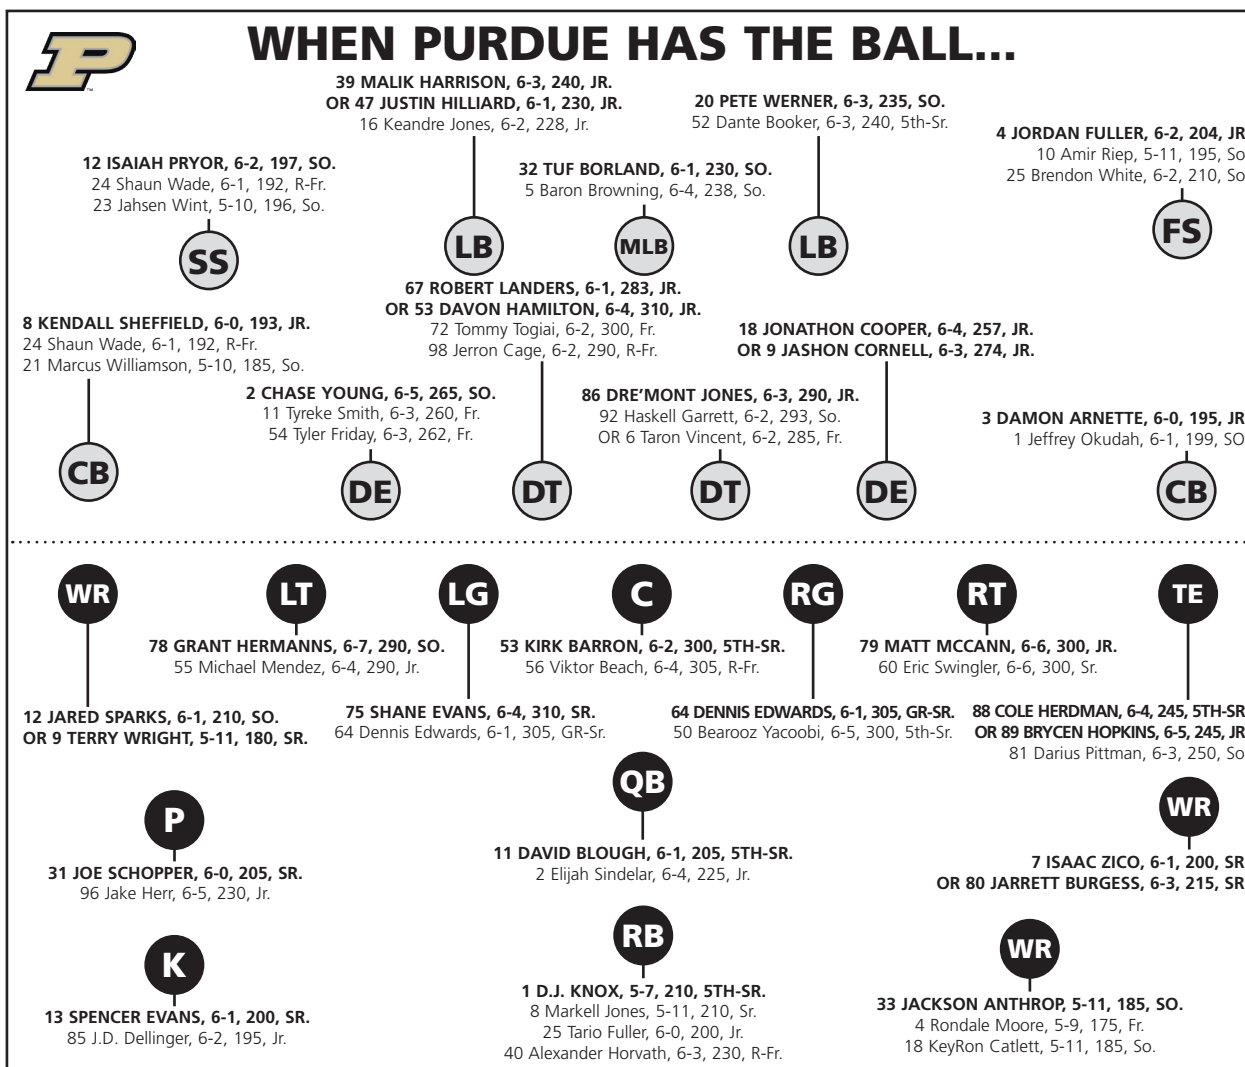 P
™
WHEN PURDUE HAS THE BALL...
39 MALIK HARRISON, 6-3, 240, JR.
OR 47 JUSTIN HILLIARD, 6-1, 230, JR.
16 Keandre Jones, 6-2, 228, Jr.
20 PETE WERNER, 6-3, 235, SO.
52 Dante Booker, 6-3, 240, 5th-Sr.
4 JORDAN FULLER, 6-2, 204, JR
10 Amir Riep, 5-11, 195, So
25 Brendon White, 6-2, 210, So
12 ISAIAH PRYOR, 6-2, 197, SO.
24 Shaun Wade, 6-1, 192, R-Fr.
23 Jahsen Wint, 5-10, 196, So.
32 TUF BORLAND, 6-1, 230, SO.
5 Baron Browning, 6-4, 238, So.
SS
LB
MLB
LB
FS
67 ROBERT LANDERS, 6-1, 283, JR.
OR 53 DAVON HAMILTON, 6-4, 310, JR.
72 Tommy Togiai, 6-2, 300, Fr.
98 Jerron Cage, 6-2, 290, R-Fr.
8 KENDALL SHEFFIELD, 6-0, 193, JR.
24 Shaun Wade, 6-1, 192, R-Fr.
21 Marcus Williamson, 5-10, 185, So.
18 JONATHON COOPER, 6-4, 257, JR.
OR 9 JASHON CORNELL, 6-3, 274, JR.
2 CHASE YOUNG, 6-5, 265, SO.
11 Tyreke Smith, 6-3, 260, Fr.
54 Tyler Friday, 6-3, 262, Fr.
86 DRE'MONT JONES, 6-3, 290, JR.
92 Haskell Garrett, 6-2, 293, So.
OR 6 Taron Vincent, 6-2, 285, Fr.
3 DAMON ARNETTE, 6-0, 195, JR
1 Jeffrey Okudah, 6-1, 199, SO
CB
DE
DT
DT
DE
CB
WR
LT
LG
C
RG
RT
TE
78 GRANT HERMANNS, 6-7, 290, SO.
55 Michael Mendez, 6-4, 290, Jr.
53 KIRK BARRON, 6-2, 300, 5TH-SR.
56 Viktor Beach, 6-4, 305, R-Fr.
79 MATT MCCANN, 6-6, 300, JR.
60 Eric Swingler, 6-6, 300, Sr.
12 JARED SPARKS, 6-1, 210, SO.
OR 9 TERRY WRIGHT, 5-11, 180, SR.
75 SHANE EVANS, 6-4, 310, SR.
64 Dennis Edwards, 6-1, 305, GR-Sr.
64 DENNIS EDWARDS, 6-1, 305, GR-SR.
50 Bearooz Yacoobi, 6-5, 300, 5th-Sr.
88 COLE HERDMAN, 6-4, 245, 5TH-SR
OR 89 BRYCEN HOPKINS, 6-5, 245, JR
81 Darius Pittman, 6-3, 250, So
P
31 JOE SCHOPPER, 6-0, 205, SR.
96 Jake Herr, 6-5, 230, Jr.
QB
11 DAVID BLOUGH, 6-1, 205, 5TH-SR.
2 Elijah Sindelar, 6-4, 225, Jr.
WR
7 ISAAC ZICO, 6-1, 200, SR
OR 80 JARRETT BURGESS, 6-3, 215, SR
K
13 SPENCER EVANS, 6-1, 200, SR.
85 J.D. Dellinger, 6-2, 195, Jr.
RB
1 D.J. KNOX, 5-7, 210, 5TH-SR.
8 Markell Jones, 5-11, 210, Sr.
25 Tario Fuller, 6-0, 200, Jr.
40 Alexander Horvath, 6-3, 230, R-Fr.
WR
33 JACKSON ANTHROP, 5-11, 185, SO.
4 Rondale Moore, 5-9, 175, Fr.
18 KeyRon Catlett, 5-11, 185, So.